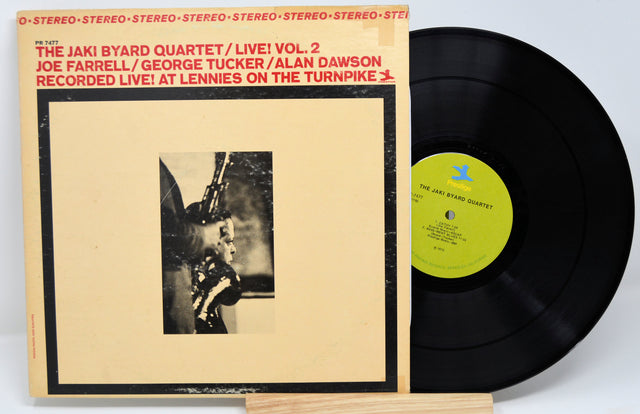 STEREO · STEREO · STEREO · STEREO · STEREO · STEREO · STEREO · STEREO
PR 7477
THE JAKI BYARD QUARTET/LIVE! VOL. 2
JOE FARRELL/GEORGE TUCKER/ALAN DAWSON
RECORDED LIVE! AT LENNIES ON THE TURNPIKE
Prestige
THE JAKI BYARD QUARTET